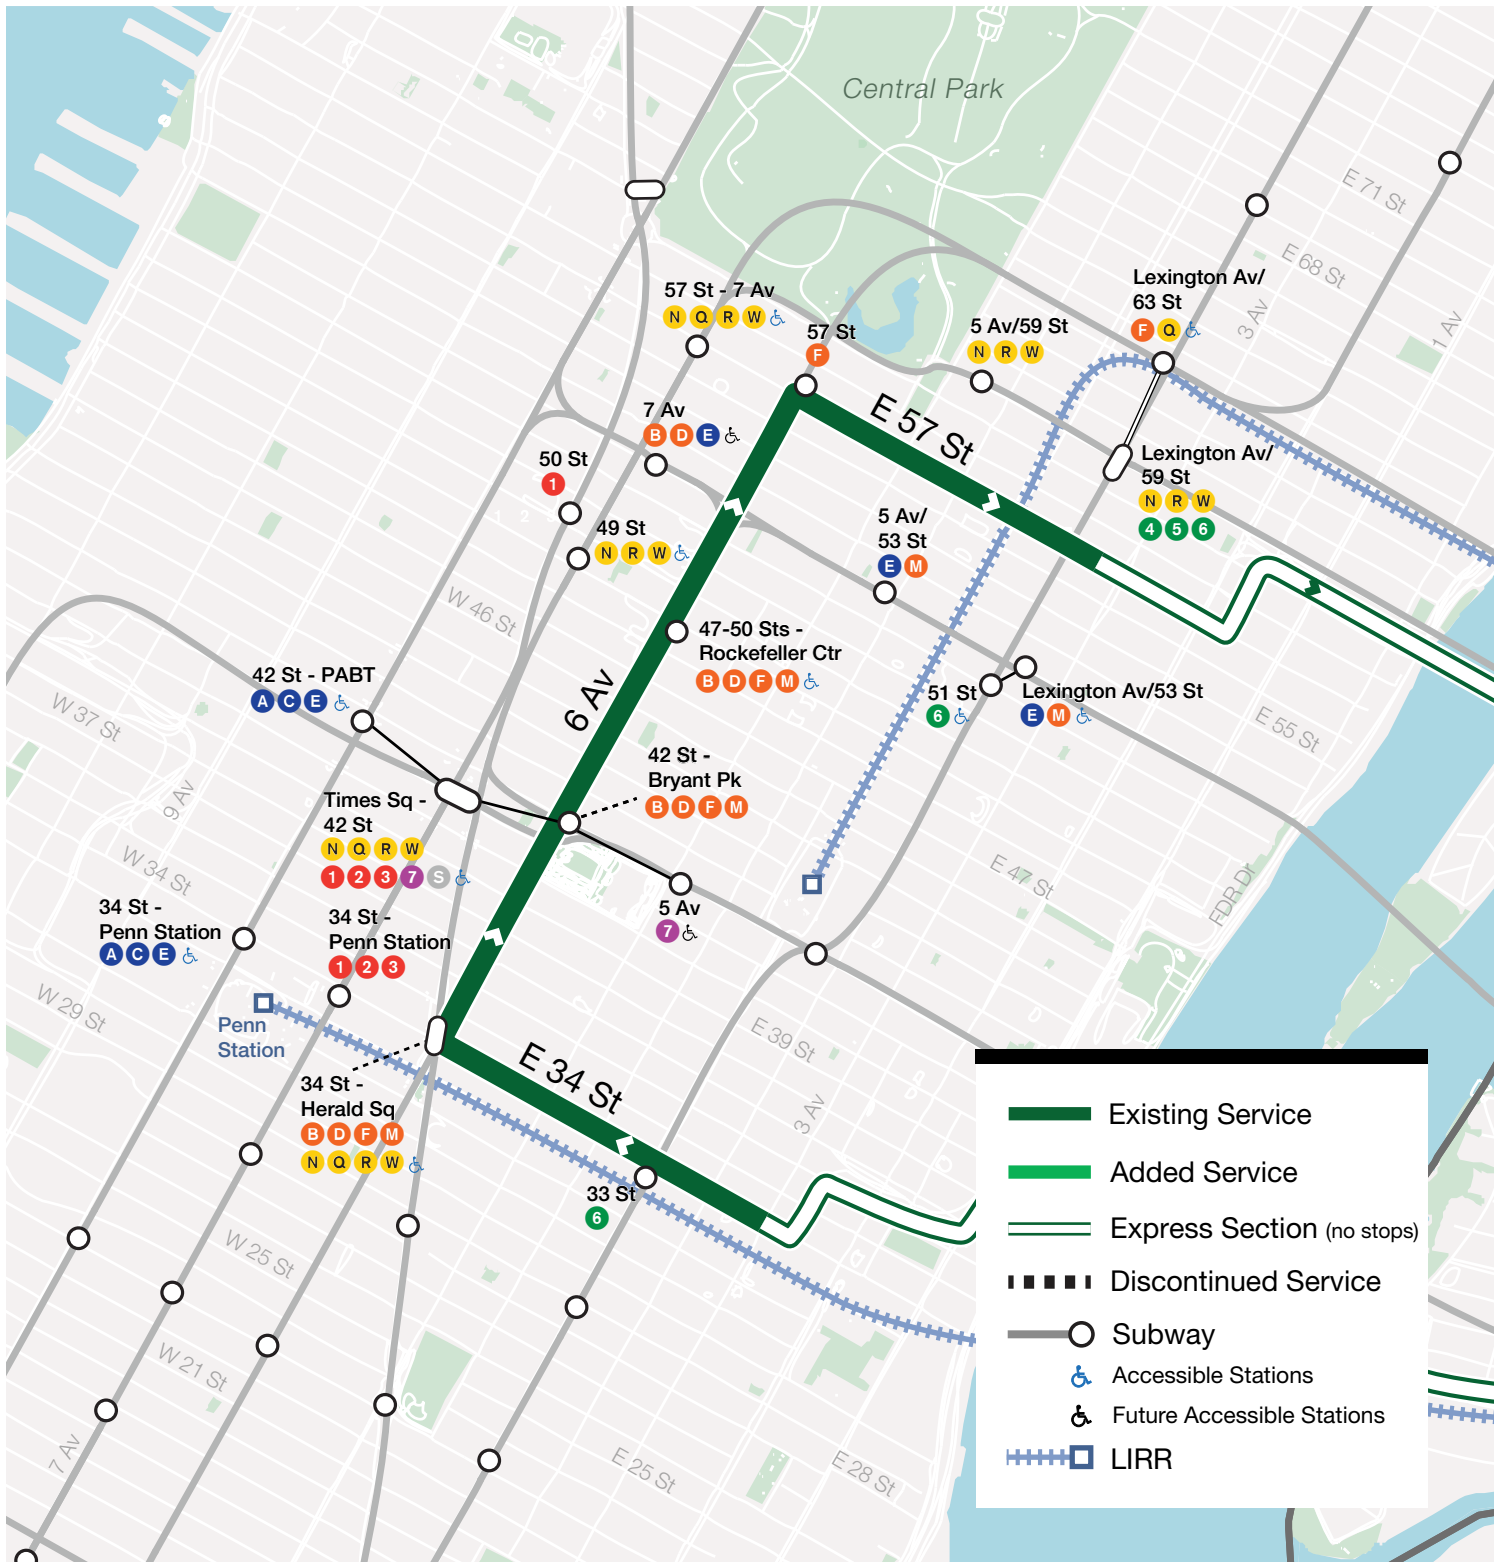 Central Park
E 71 St
E 68 St
3 Av
1 Av
57 St - 7 Av
N Q R W
57 St
F
5 Av/59 St
N R W
Lexington Av/
63 St
F Q
7 Av
B D E
E 57 St
50 St
1
Lexington Av/
59 St
N R W
4 5 6
49 St
N R W
5 Av/
53 St
E M
W 46 St
47-50 Sts -
Rockefeller Ctr
B D F M
42 St - PABT
A C E
6 Av
51 St
6
Lexington Av/53 St
E M
W 37 St
E 55 St
42 St -
Bryant Pk
B D F M
9 Av
Times Sq -
42 St
N Q R W
1 2 3 7 S
W 34 St
E 47 St
FDR Dr
5 Av
7
34 St -
Penn Station
A C E
34 St -
Penn Station
1 2 3
W 29 St
Penn
Station
E 39 St
E 34 St
3 Av
34 St -
Herald Sq
B D F M
N Q R W
33 St
6
W 25 St
W 21 St
7 Av
E 25 St
E 28 St
Existing Service
Added Service
Express Section (no stops)
Discontinued Service
Subway
Accessible Stations
Future Accessible Stations
LIRR